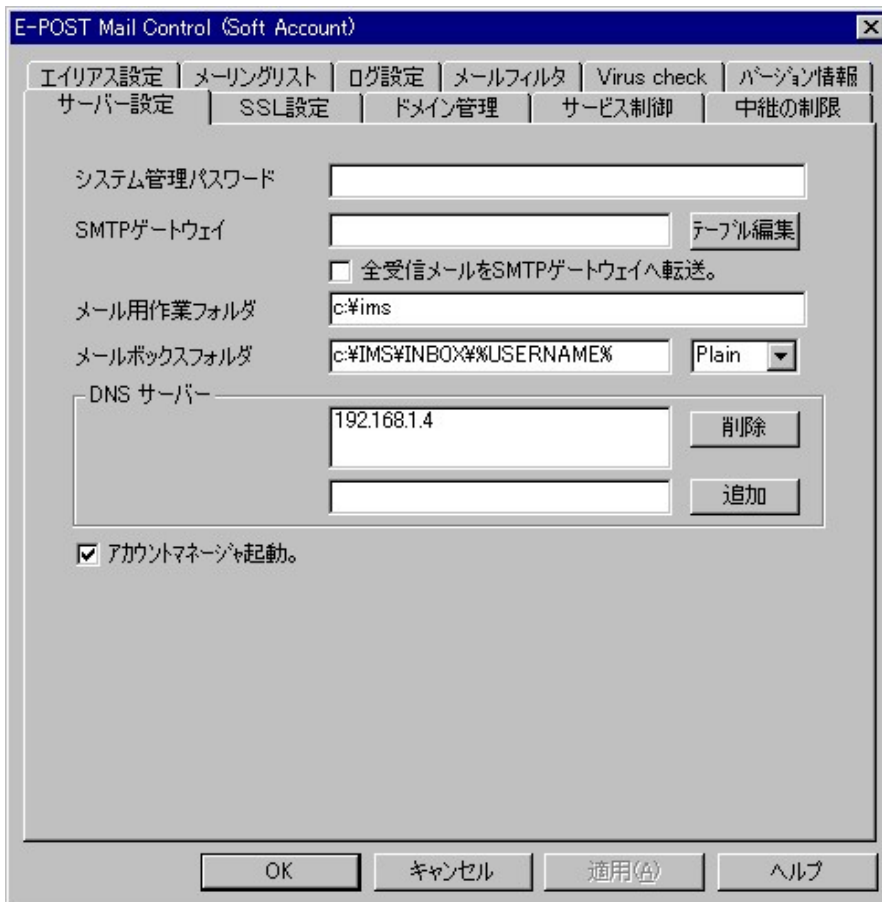 E-POST Mail Control (Soft Account)
エイリアス設定 メーリングリスト ログ設定 メールフィルタ Virus check バージョン情報
サーバー設定 SSL設定 ドメイン管理 サービス制御 中継の制限
システム管理パスワード
SMTPゲートウェイ テーブル編集
全受信メールをSMTPゲートウェイへ転送。
メール用作業フォルダ c:¥ims
メールボックスフォルダ c:¥IMS¥INBOX¥%USERNAME% Plain
DNS サーバー
192.168.1.4 削除
追加
アカウントマネージャ起動。
OK キャンセル 適用(A) ヘルプ